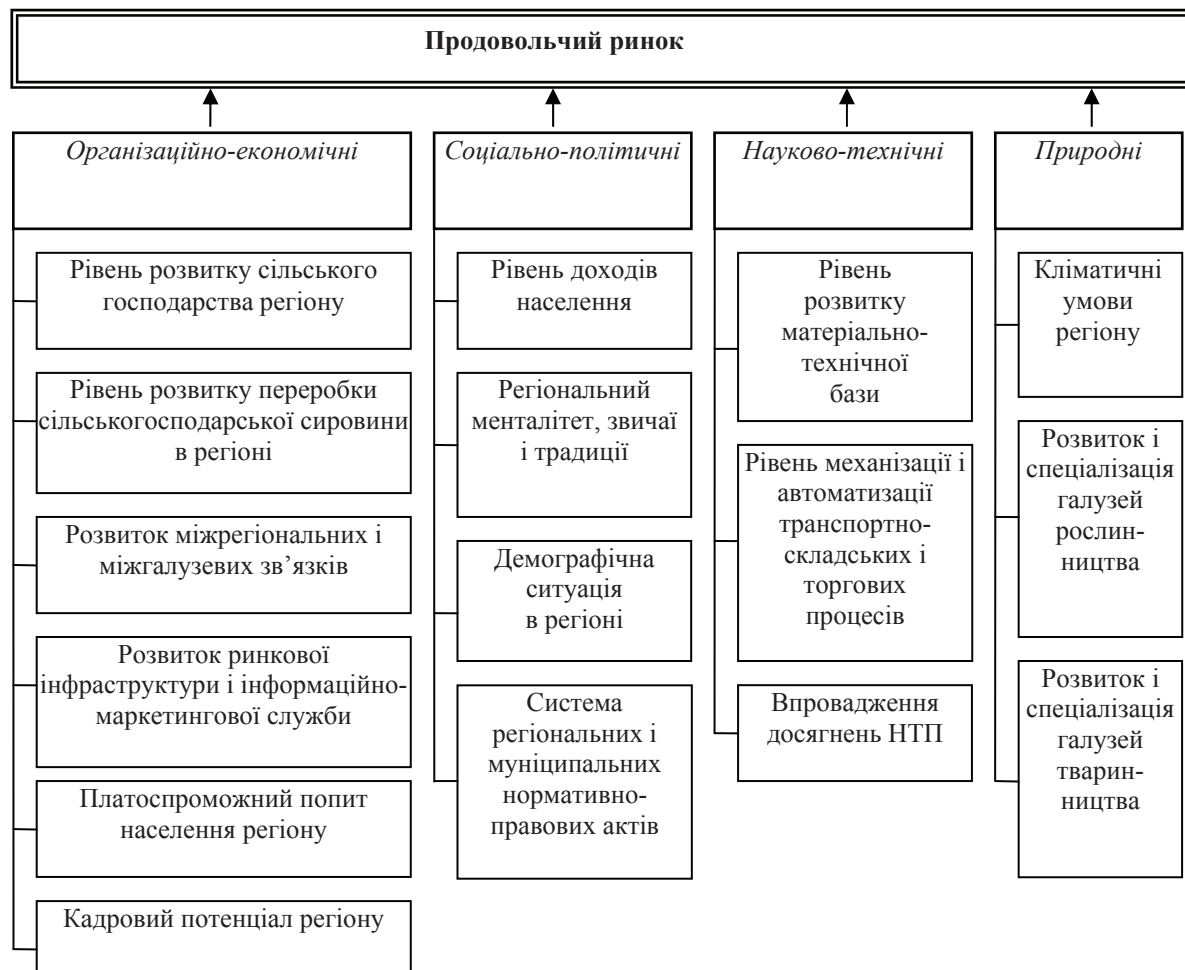 Продовольчий ринок
Організаційно-економічні
Рівень розвитку сільського
господарства регіону
Рівень розвитку переробки
сільськогосподарської сировини
в регіоні
Розвиток міжрегіональних і
міжгалузевих зв’язків
Розвиток ринкової
інфраструктури і інформаційно-
маркетингової служби
Платоспроможний попит
населення регіону
Кадровий потенціал регіону
Соціально-політичні
Рівень доходів
населення
Регіональний
менталітет, звичаї
і традиції
Демографічна
ситуація
в регіоні
Система
регіональних і
муніципальних
нормативно-
правових актів
Науково-технічні
Рівень
розвитку
матеріально-
технічної
бази
Рівень механізації і
автоматизації
транспортно-
складських і
торгових
процесів
Впровадження
досягнень НТП
Природні
Кліматичні
умови
регіону
Розвиток і
спеціалізація
галузей
рослин-
ництва
Розвиток і
спеціалізація
галузей
тварин-
ництва